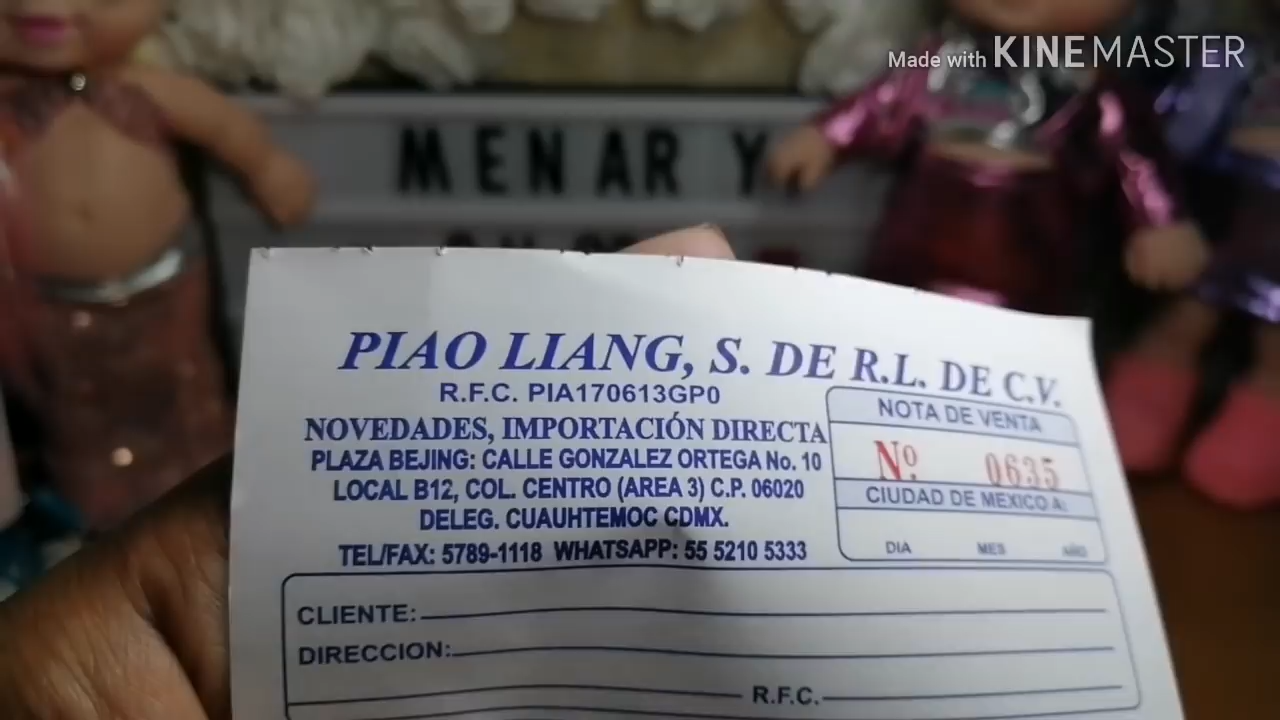 Made with KINEMASTER
MENAR Y
PIAO LIANG, S. DE R.L. DE C.V.
R.F.C. PIA170613GP0
NOVEDADES, IMPORTACIÓN DIRECTA
PLAZA BEJING: CALLE GONZALEZ ORTEGA No. 10
LOCAL B12, COL. CENTRO (AREA 3) C.P. 06020
DELEG. CUAUHTEMOC CDMX.
TEL/FAX: 5789-1118 WHATSAPP: 55 5210 5333
NOTA DE VENTA
Nº 0635
CIUDAD DE MEXICO A:
DIA MES AÑO
CLIENTE:
DIRECCION:
R.F.C.